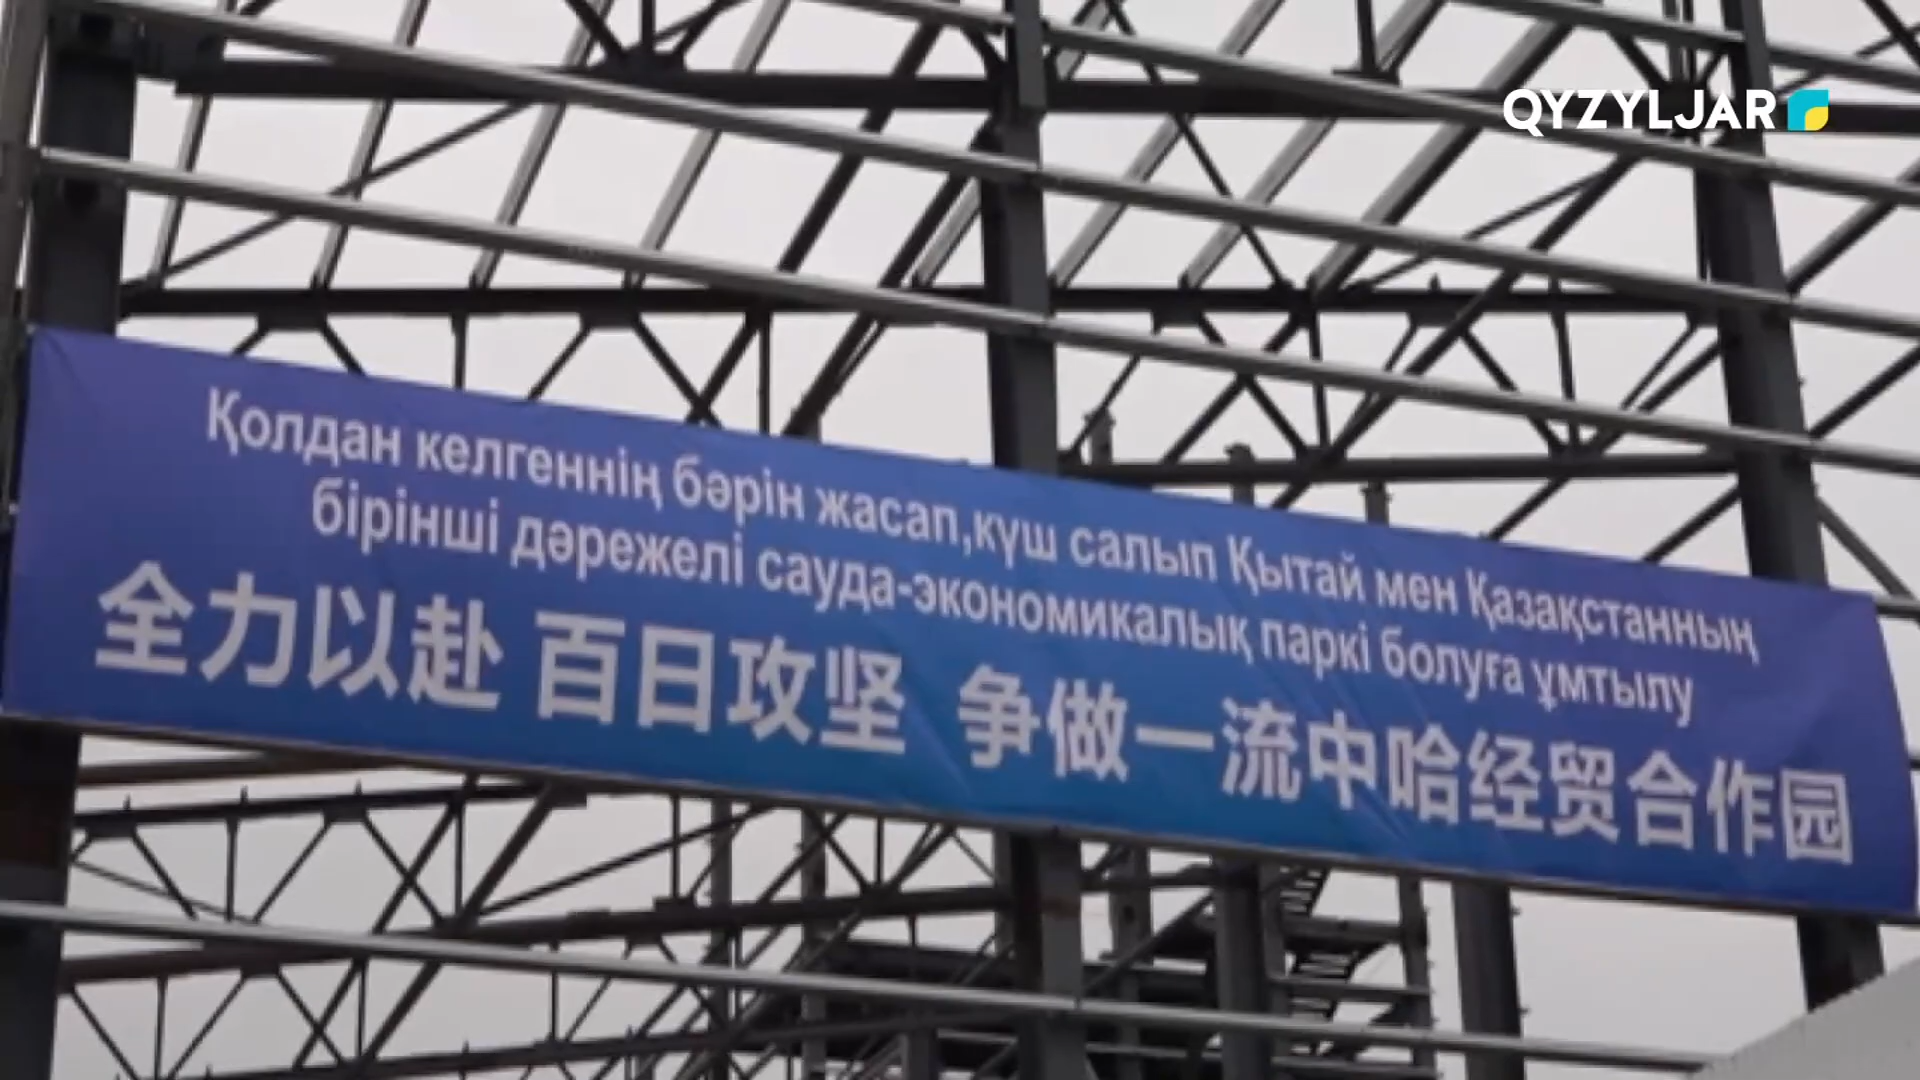 QYZYLJAR
Қолдан келгеннің бәрін жасап,күш салып Қытай мен Қазақстанның
бірінші дәрежелі сауда-экономикалық паркі болуға ұмтылу
全力以赴 百日攻坚 争做一流中哈经贸合作园